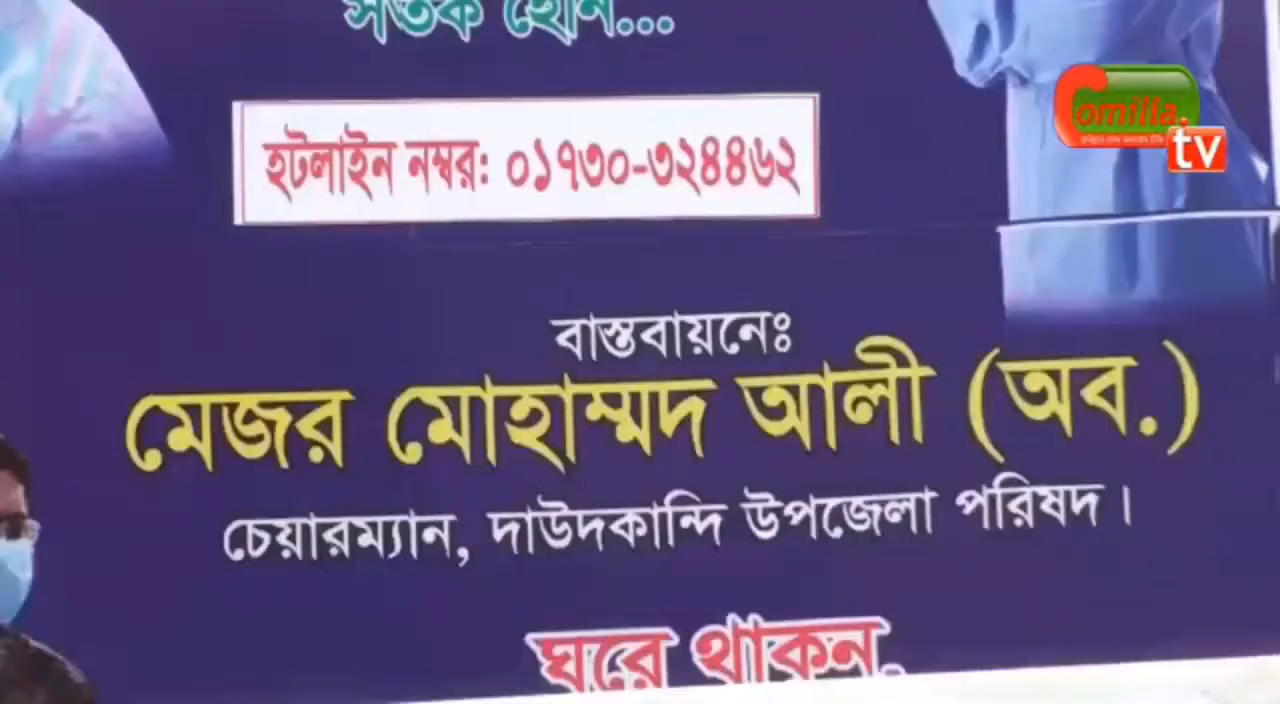 সতর্ক হোন...
Comilla.
tv
হটলাইন নম্বর: ০১৭৩০-৩২৪৪৬২
বাস্তবায়নেঃ
মেজর মোহাম্মদ আলী (অব.)
চেয়ারম্যান, দাউদকান্দি উপজেলা পরিষদ।
ঘরে থাকুন,